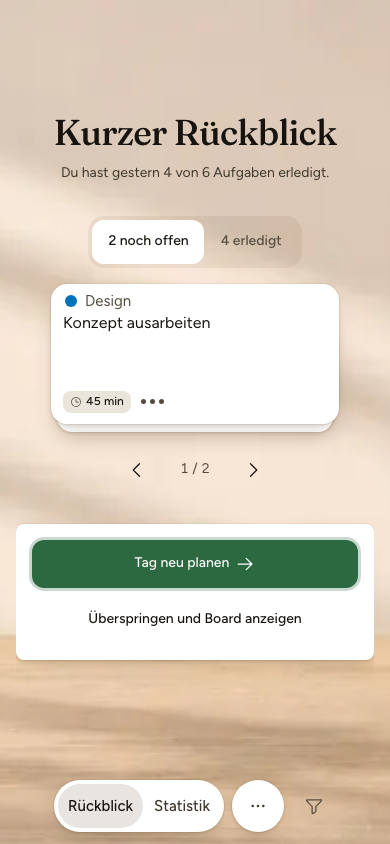 Kurzer Rückblick
Du hast gestern 4 von 6 Aufgaben erledigt.
2 noch offen
4 erledigt
Design
Konzept ausarbeiten
45 min
1 / 2
Tag neu planen
Überspringen und Board anzeigen
Rückblick
Statistik